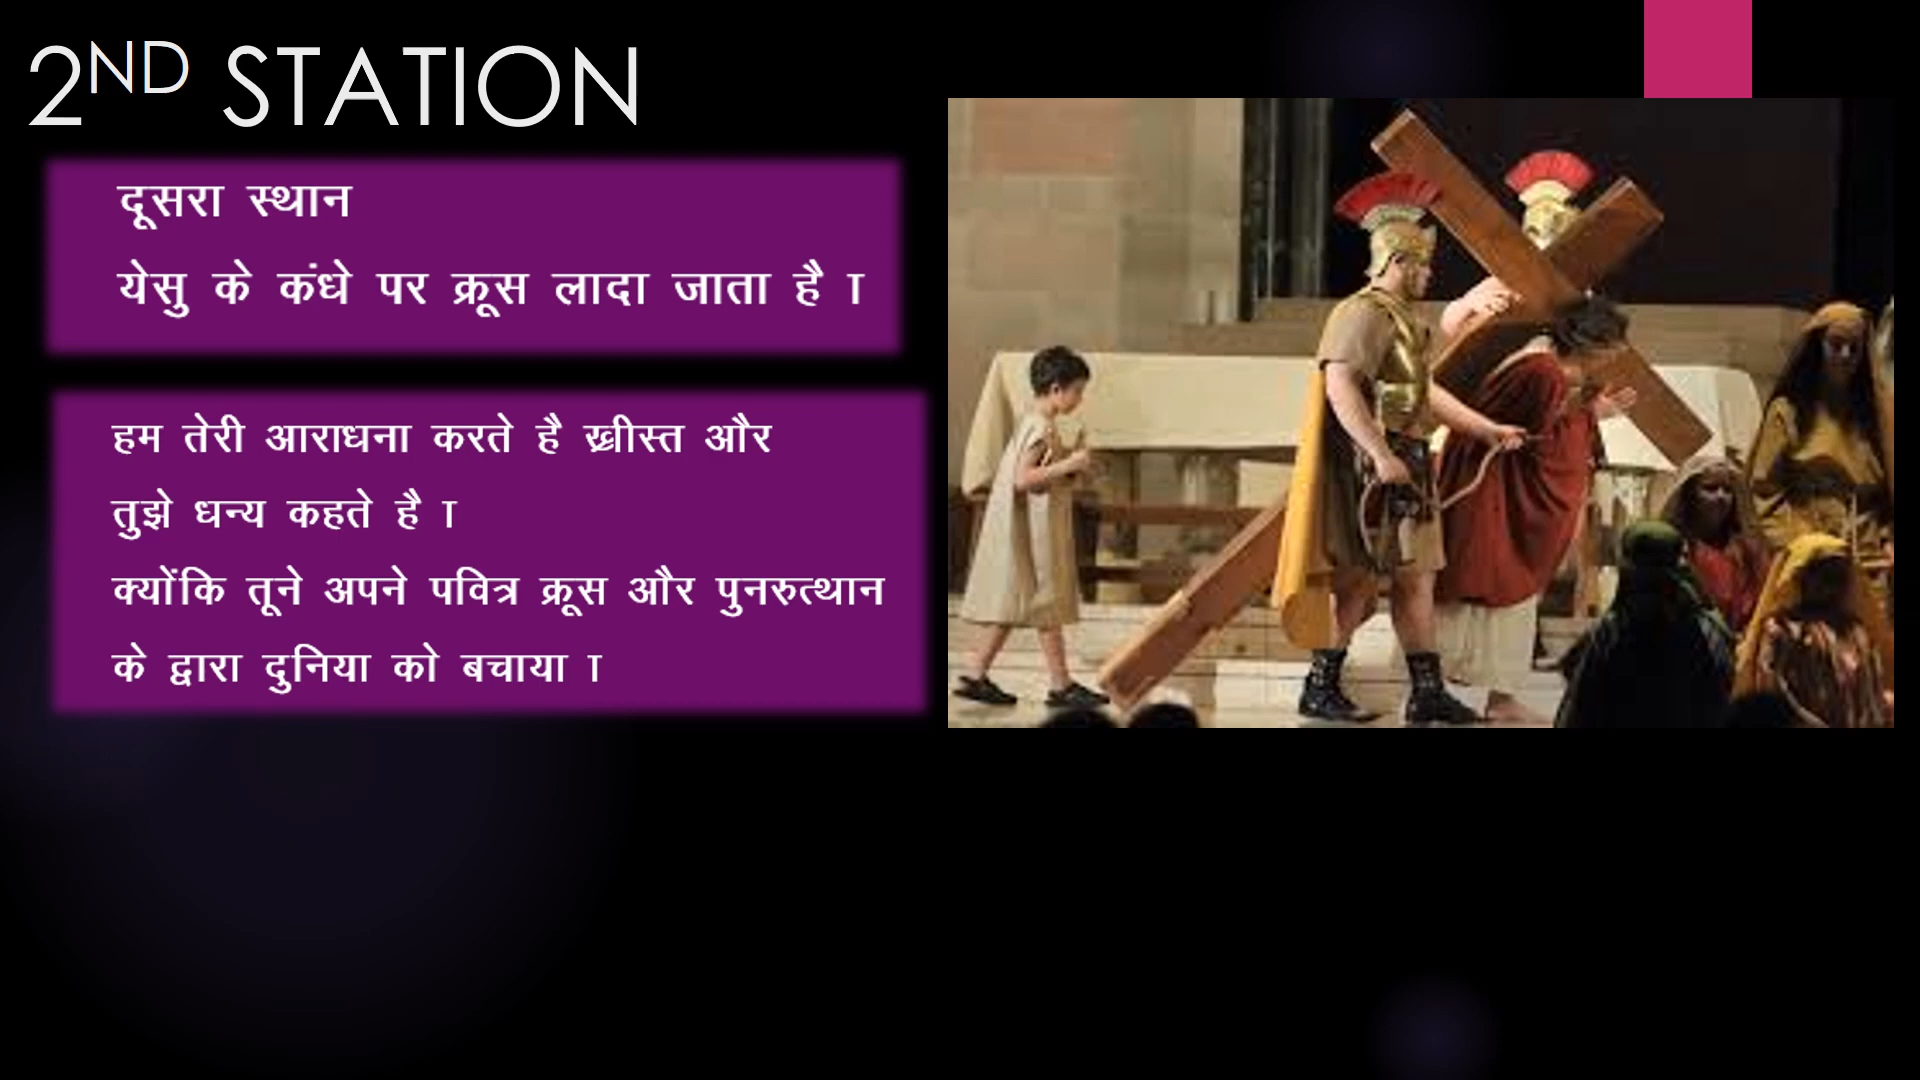 2ND STATION
दूसरा स्थान
येसु के कंधे पर क्रूस लादा जाता है ा
हम तेरी आराधना करते है ख्रीस्त और
तुझे धन्य कहते है ा
क्योंकि तूने अपने पवित्र क्रूस और पुनरुत्थान
के द्वारा दुनिया को बचाया ा